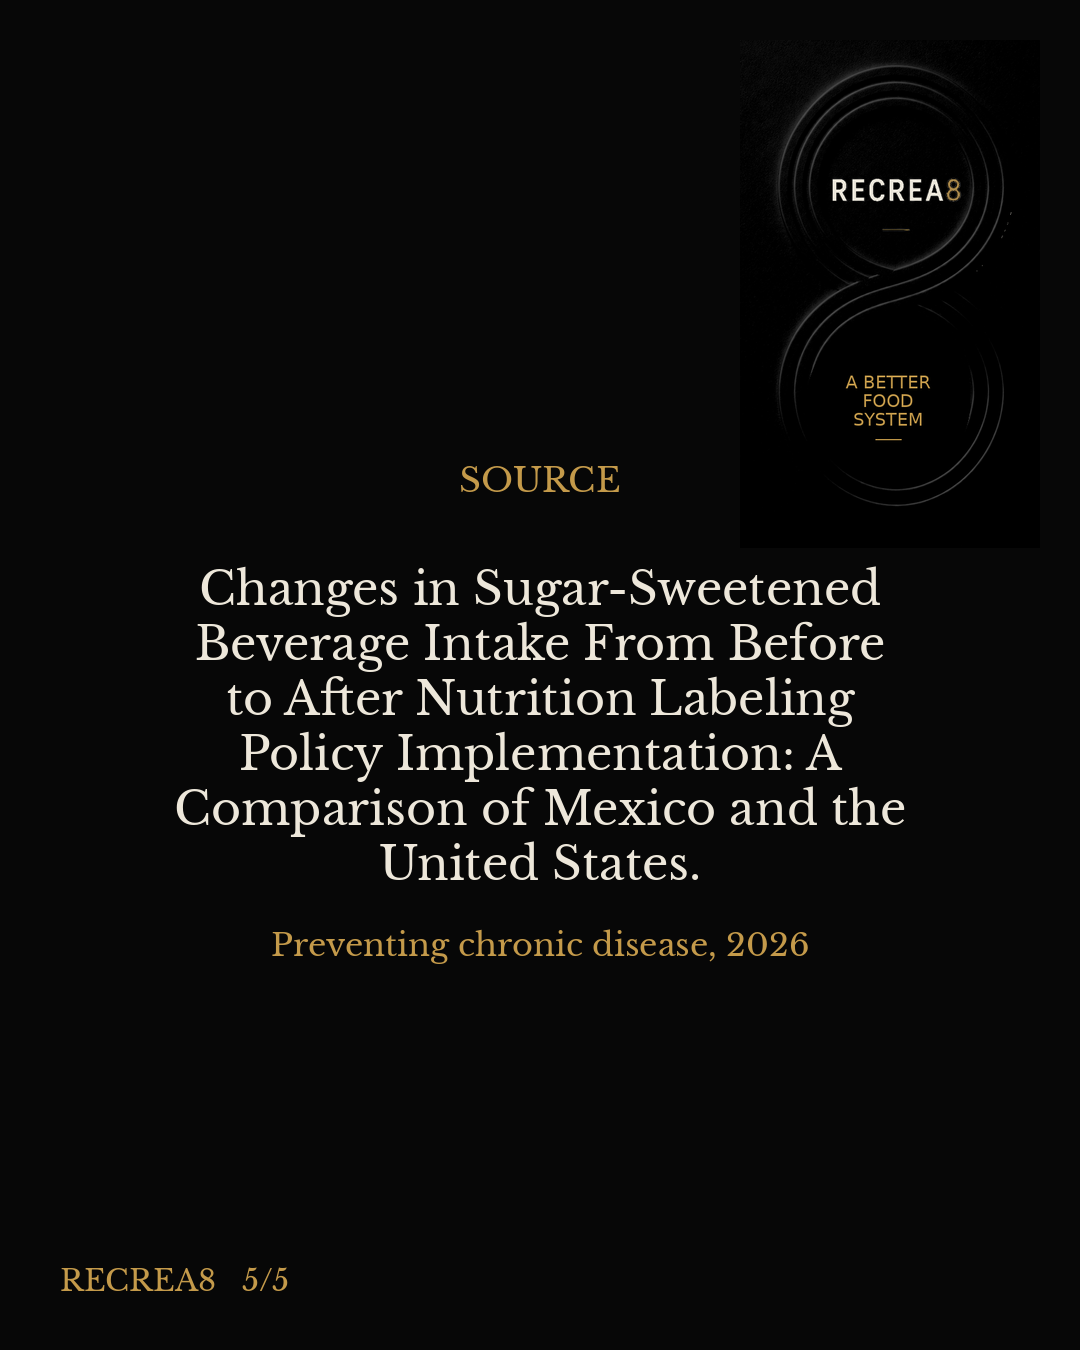 RECREA8
A BETTER
FOOD
SYSTEM
SOURCE
Changes in Sugar-Sweetened
Beverage Intake From Before
to After Nutrition Labeling
Policy Implementation: A
Comparison of Mexico and the
United States.
Preventing chronic disease, 2026
RECREA8 5/5